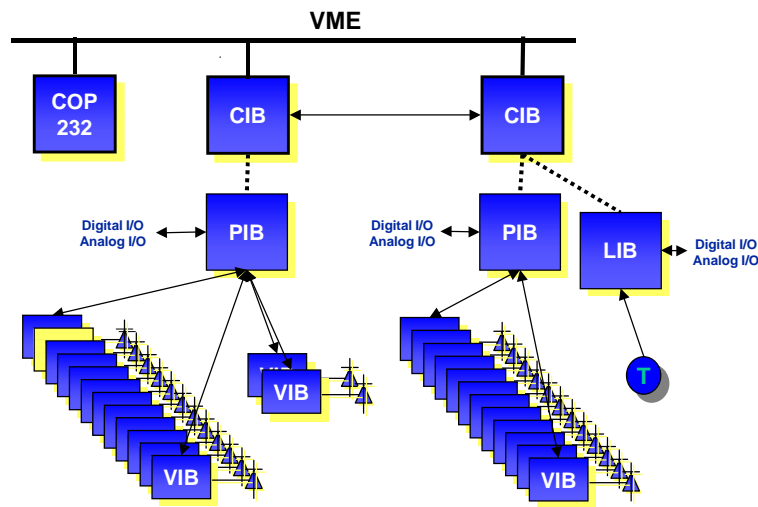 VME
COP
232
CIB
CIB
PIB
PIB
LIB
Digital I/O
Analog I/O
Digital I/O
Analog I/O
Digital I/O
Analog I/O
VIB
T
VIB
VIB